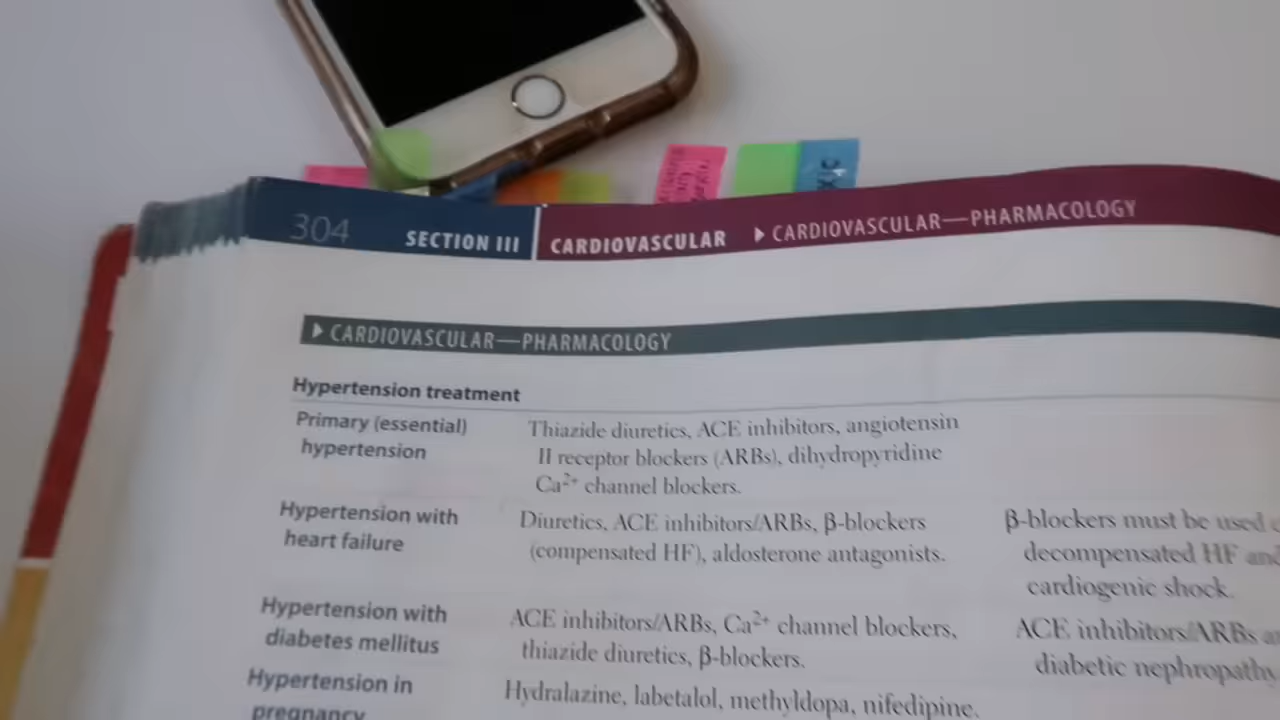 304 SECTION III CARDIOVASCULAR ▶ CARDIOVASCULAR—PHARMACOLOGY
▶ CARDIOVASCULAR—PHARMACOLOGY
Hypertension treatment
Primary (essential)
hypertension
Thiazide diuretics, ACE inhibitors, angiotensin
II receptor blockers (ARBs), dihydropyridine
Ca²⁺ channel blockers.
Hypertension with
heart failure
Diuretics, ACE inhibitors/ARBs, β-blockers
(compensated HF), aldosterone antagonists.
β-blockers must be used
decompensated HF and
cardiogenic shock.
Hypertension with
diabetes mellitus
ACE inhibitors/ARBs, Ca²⁺ channel blockers,
thiazide diuretics, β-blockers.
ACE inhibitors/ARBs
diabetic nephropathy
Hypertension in
pregnancy
Hydralazine, labetalol, methyldopa, nifedipine.